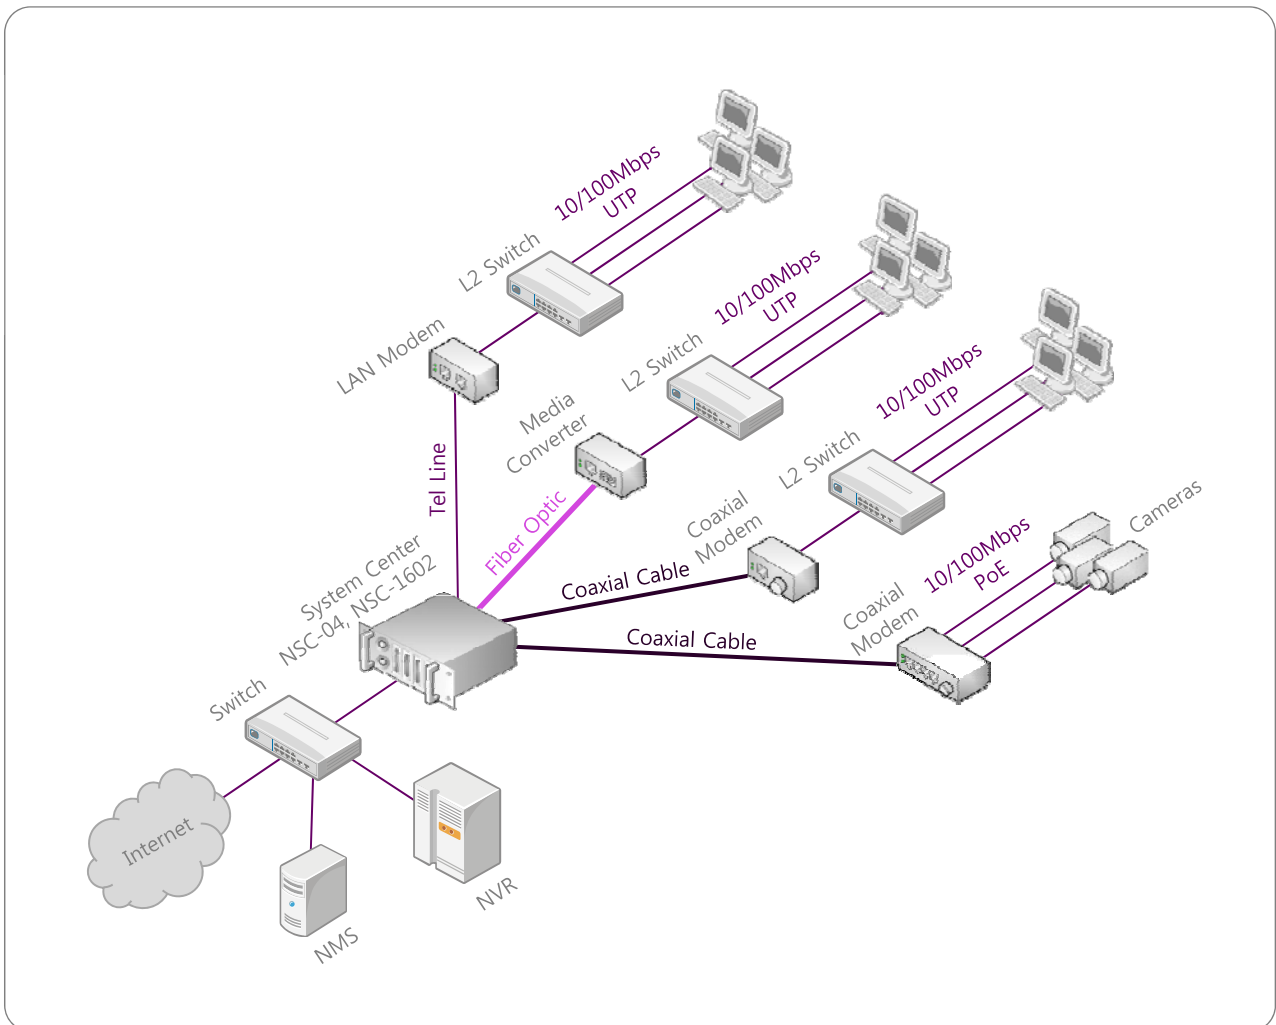 10/100Mbps
UTP
L2 Switch
LAN Modem
10/100Mbps
UTP
L2 Switch
Media
Converter
10/100Mbps
UTP
L2 Switch
Coaxial
Modem
Cameras
10/100Mbps
PoE
Coaxial
Modem
Tel Line
Fiber Optic
Coaxial Cable
Coaxial Cable
System Center
NSC-04, NSC-1602
Switch
Internet
NMS
NVR